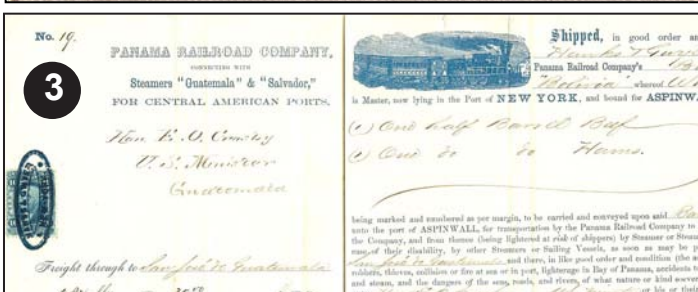 No. 19.
3
PANAMA RAILROAD COMPANY,
CONNECTING WITH
Steamers "Guatemala" & "Salvador,"
FOR CENTRAL AMERICAN PORTS.
Hon. F. O. Crosby
U. S. Minister
Guatemala
Freight through to San José de Guatemala
Shipped, in good order an
Hanks &
Panama Railroad Company's
whereof
is Master, now lying in the Port of NEW YORK, and bound for ASPINW
(1) One half Barrel Beef
(1) One do do Hams.
being marked and numbered as per margin, to be carried and conveyed upon said
unto the port of ASPINWALL, for transportation by the Panama Railroad Company to
the Company, and from thence (being lightered at risk of shippers) by Steamer or Steam
case, of their disability, by other Steamers or Sailing Vessels, as soon as may be p
San José de Guatemala and there, in like good order and condition (the ac
robbers, thieves, collision or fire at sea or in port, lighterage in Bay of Panama, accidents
and steam, and the dangers of the seas, roads, and rivers, of what nature or kind soever
or his or their